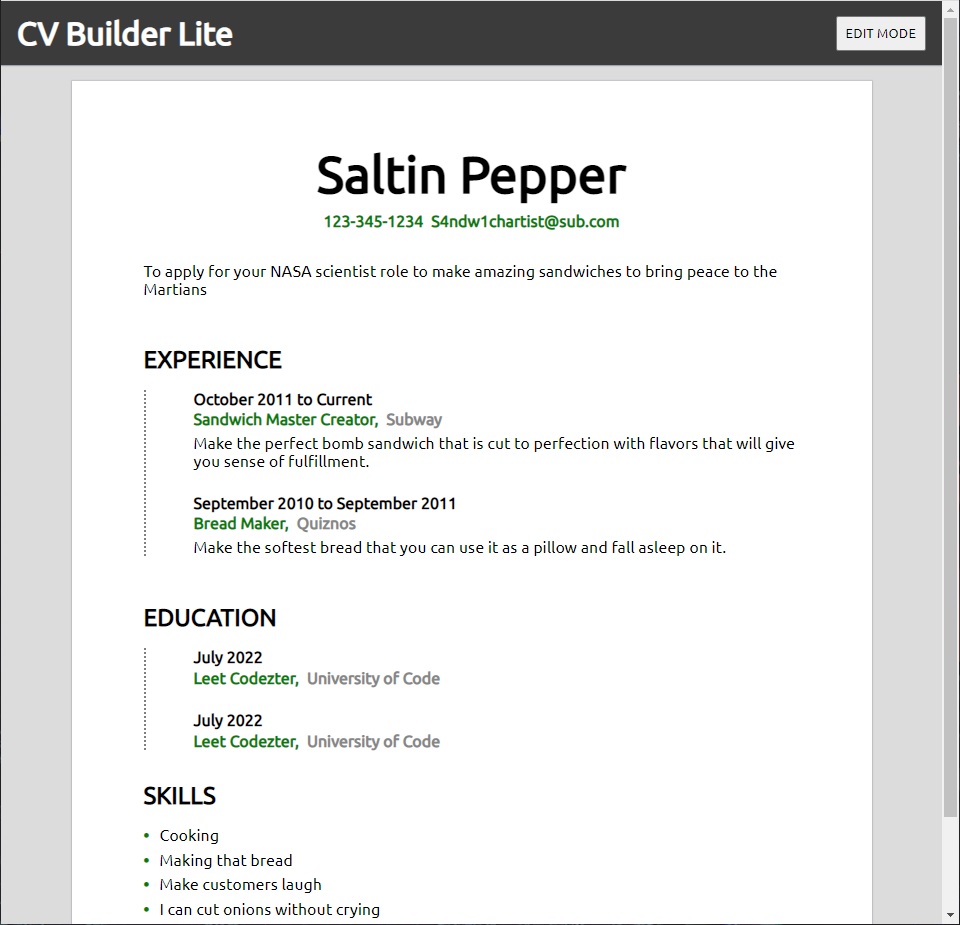 CV Builder Lite
EDIT MODE
Saltin Pepper
123-345-1234 S4ndw1chartist@sub.com
To apply for your NASA scientist role to make amazing sandwiches to bring peace to the
Martians
EXPERIENCE
October 2011 to Current
Sandwich Master Creator, Subway
Make the perfect bomb sandwich that is cut to perfection with flavors that will give
you sense of fulfillment.
September 2010 to September 2011
Bread Maker, Quiznos
Make the softest bread that you can use it as a pillow and fall asleep on it.
EDUCATION
July 2022
Leet Codezter, University of Code
July 2022
Leet Codezter, University of Code
SKILLS
• Cooking
• Making that bread
• Make customers laugh
• I can cut onions without crying